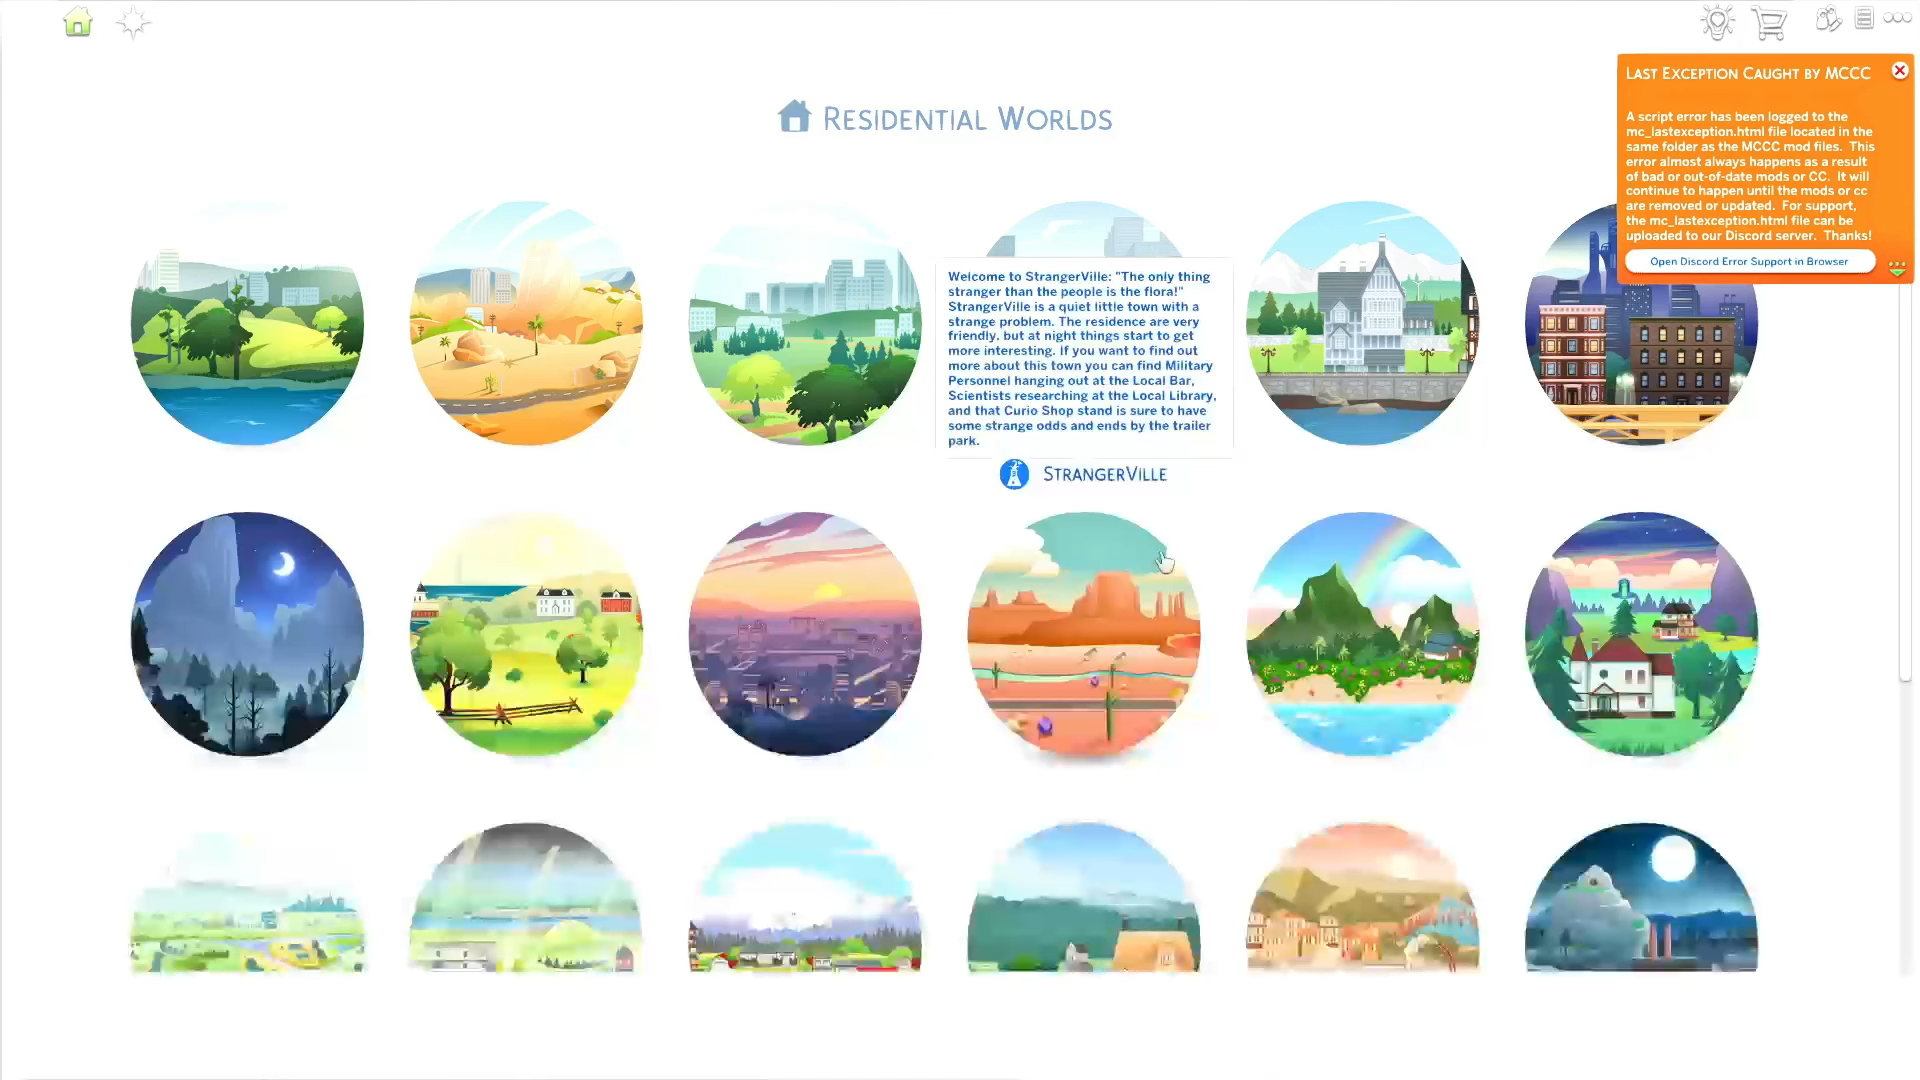 LAST EXCEPTION CAUGHT BY MCCC
A script error has been logged to the
mc_lastexception.html file located in the
same folder as the MCCC mod files. This
error almost always happens as a result
of bad or out-of-date mods or CC. It will
continue to happen until the mods or cc
are removed or updated. For support,
the mc_lastexception.html file can be
uploaded to our Discord server. Thanks!
Open Discord Error Support in Browser
RESIDENTIAL WORLDS
Welcome to StrangerVille: "The only thing
stranger than the people is the flora!"
StrangerVille is a quiet little town with a
strange problem. The residence are very
friendly, but at night things start to get
more interesting. If you want to find out
more about this town you can find Military
Personnel hanging out at the Local Bar,
Scientists researching at the Local Library,
and that Curio Shop stand is sure to have
some strange odds and ends by the trailer
park.
STRANGERVILLE